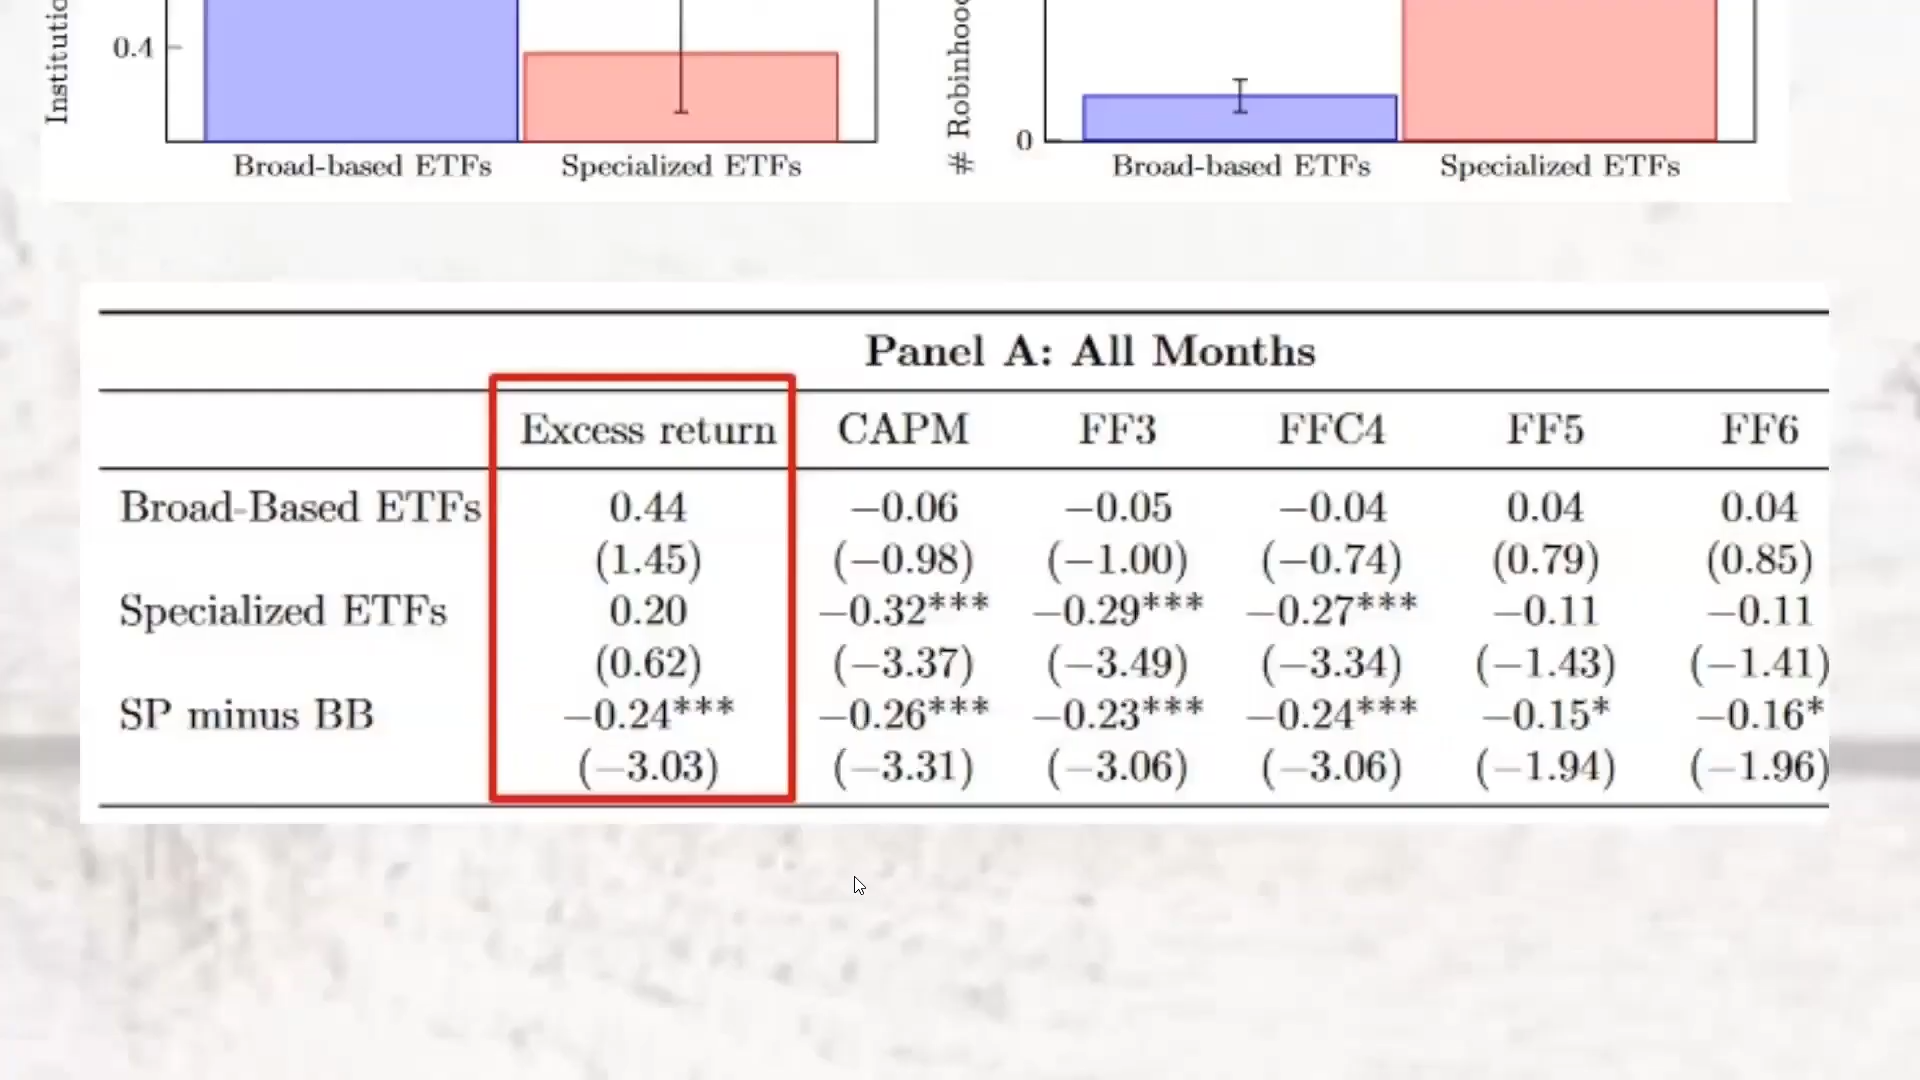 0.4
Broad-based ETFs Specialized ETFs
# 
0
Broad-based ETFs Specialized ETFs
Panel A: All Months
Excess return CAPM FF3 FFC4 FF5 FF6
Broad-Based ETFs 0.44 −0.06 −0.05 −0.04 0.04 0.04
(1.45) (−0.98) (−1.00) (−0.74) (0.79) (0.85)
Specialized ETFs 0.20 −0.32*** −0.29*** −0.27*** −0.11 −0.11
(0.62) (−3.37) (−3.49) (−3.34) (−1.43) (−1.41)
SP minus BB −0.24*** −0.26*** −0.23*** −0.24*** −0.15* −0.16*
(−3.03) (−3.31) (−3.06) (−3.06) (−1.94) (−1.96)